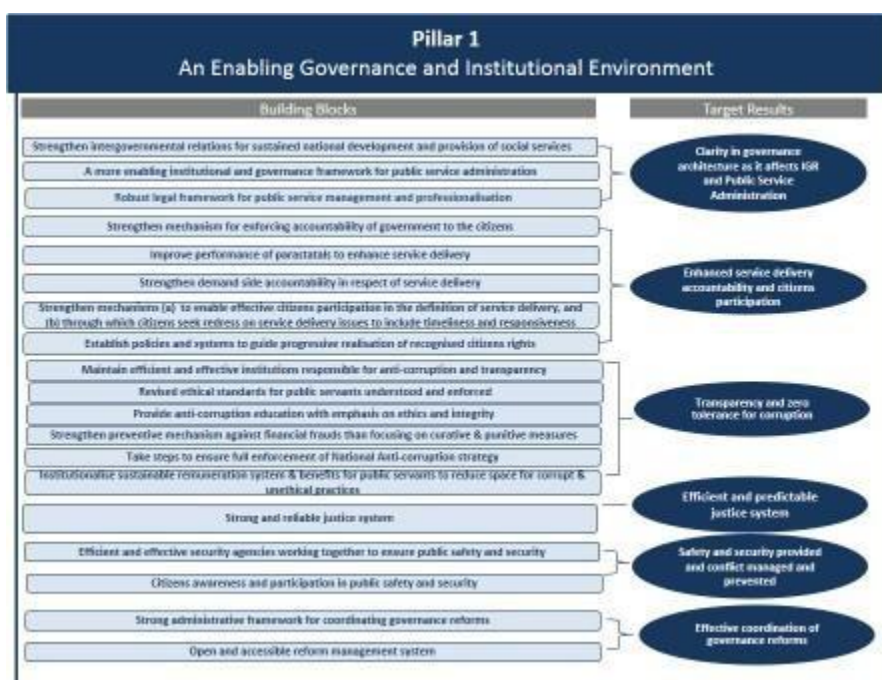 Pillar 1
An Enabling Governance and Institutional Environment
Building Blocks
Target Results
Strengthen intergovernmental relations for sustained national development and provision of social services
A more enabling institutional and governance framework for public service administration
Robust legal framework for public service management and professionalisation
Clarity in governance
architecture as it affects IGR
and Public Service
Administration
Strengthen mechanism for enforcing accountability of government to the citizens
Improve performance of parastatals to enhance service delivery
Strengthen demand side accountability in respect of service delivery
Strengthen mechanisms (a) to enable effective citizens participation in the definition of service delivery, and
(b) through which citizens seek redress on service delivery issues to include timeliness and responsiveness
Establish policies and systems to guide progressive realisation of recognised citizens rights
Enhanced service delivery
accountability and citizens
participation
Maintain efficient and effective institutions responsible for anti-corruption and transparency
Revised ethical standards for public servants understood and enforced
Provide anti-corruption education with emphasis on ethics and integrity
Strengthen preventive mechanism against financial frauds than focusing on curative & punitive measures
Take steps to ensure full enforcement of National Anti-corruption strategy
Institutionalise sustainable remuneration system & benefits for public servants to reduce space for corrupt &
unethical practices
Transparency and zero
tolerance for corruption
Strong and reliable justice system
Efficient and predictable
justice system
Efficient and effective security agencies working together to ensure public safety and security
Citizens awareness and participation in public safety and security
Safety and security provided
and conflict managed and
prevented
Strong administrative framework for coordinating governance reforms
Open and accessible reform management system
Effective coordination of
governance reforms